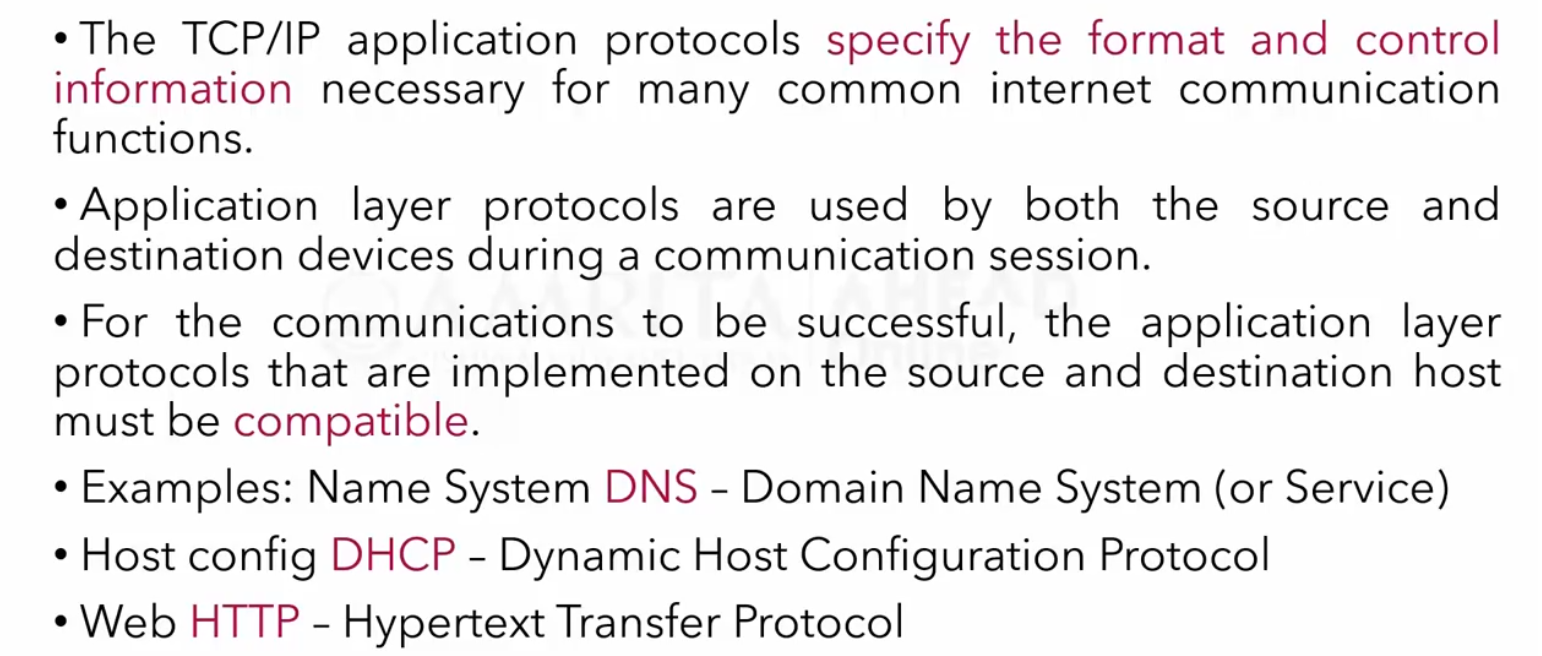 • The TCP/IP application protocols specify the format and control
information necessary for many common internet communication
functions.
• Application layer protocols are used by both the source and
destination devices during a communication session.
• For the communications to be successful, the application layer
protocols that are implemented on the source and destination host
must be compatible.
• Examples: Name System DNS – Domain Name System (or Service)
• Host config DHCP – Dynamic Host Configuration Protocol
• Web HTTP – Hypertext Transfer Protocol
AMRITA AHEAD
Online